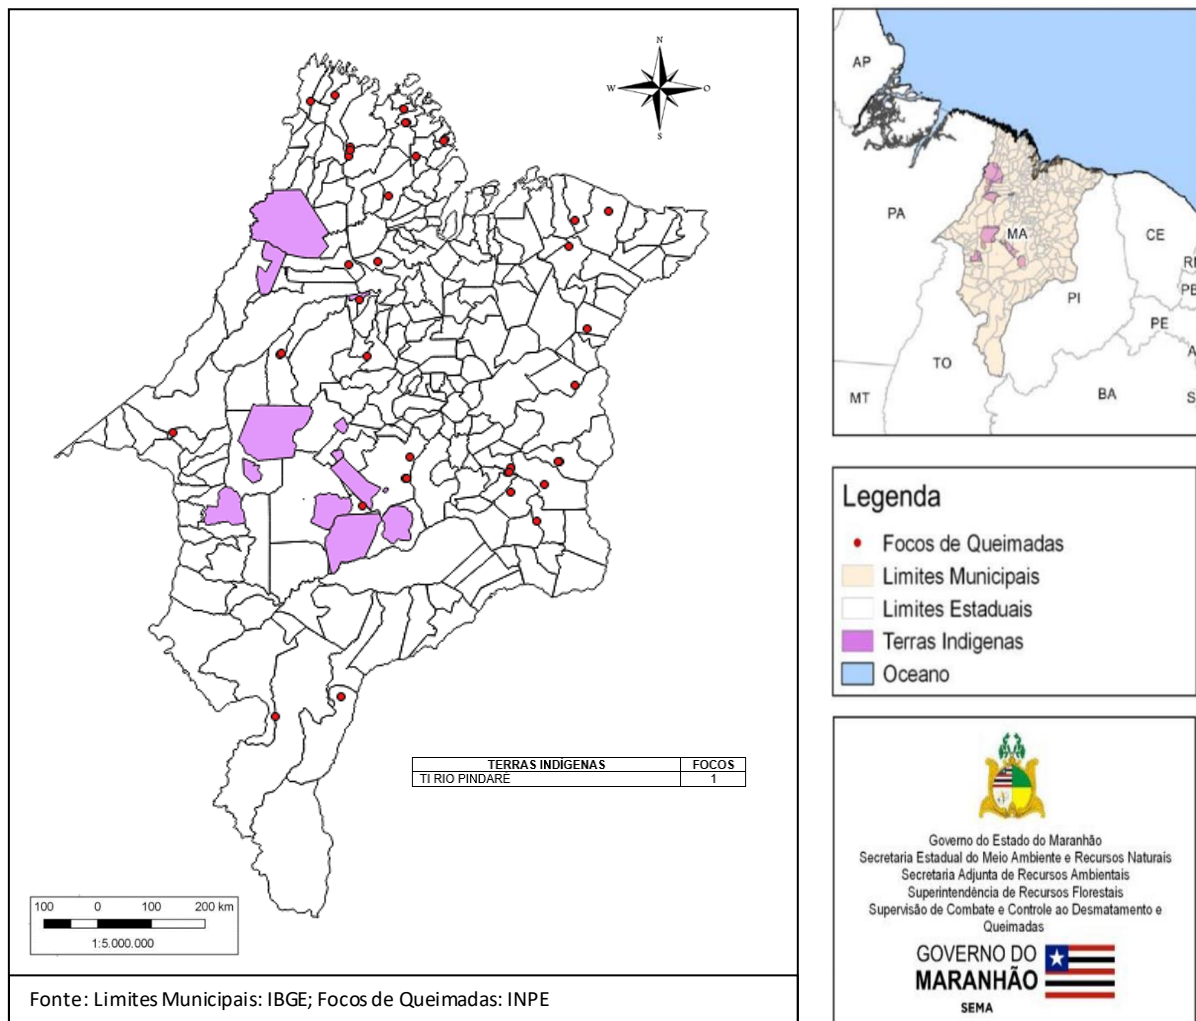 N
W
O
S
TERRAS INDÍGENAS FOCOS
TI RIO PINDARÉ 1
100 0 100 200 km
1:5.000.000
Fonte: Limites Municipais: IBGE; Focos de Queimadas: INPE
AP
PA
MA
CE
RN
PB
PI
PE
TO
A
MT
BA
S
Legenda
Focos de Queimadas
Limites Municipais
Limites Estaduais
Terras Indigenas
Oceano
Governo do Estado do Maranhão
Secretaria Estadual do Meio Ambiente e Recursos Naturais
Secretaria Adjunta de Recursos Ambientais
Superintendência de Recursos Florestais
Supervisão de Combate e Controle ao Desmatamento e
Queimadas
GOVERNO DO
MARANHÃO
SEMA